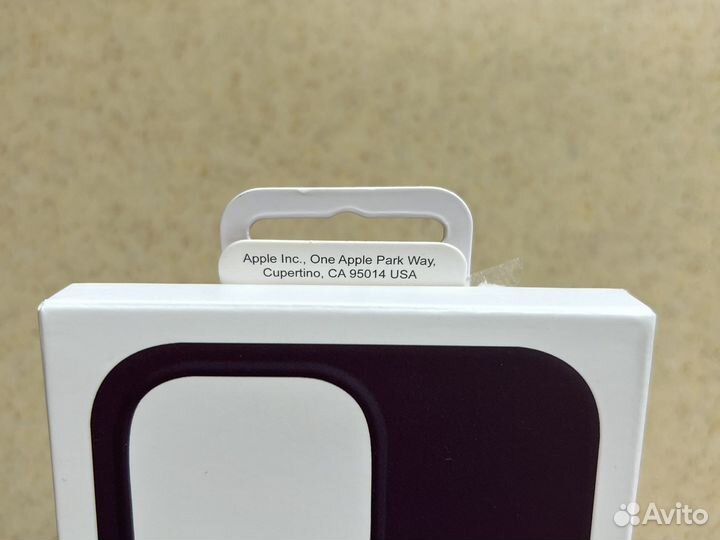 Apple Inc., One Apple Park Way,
Cupertino, CA 95014 USA
Avito